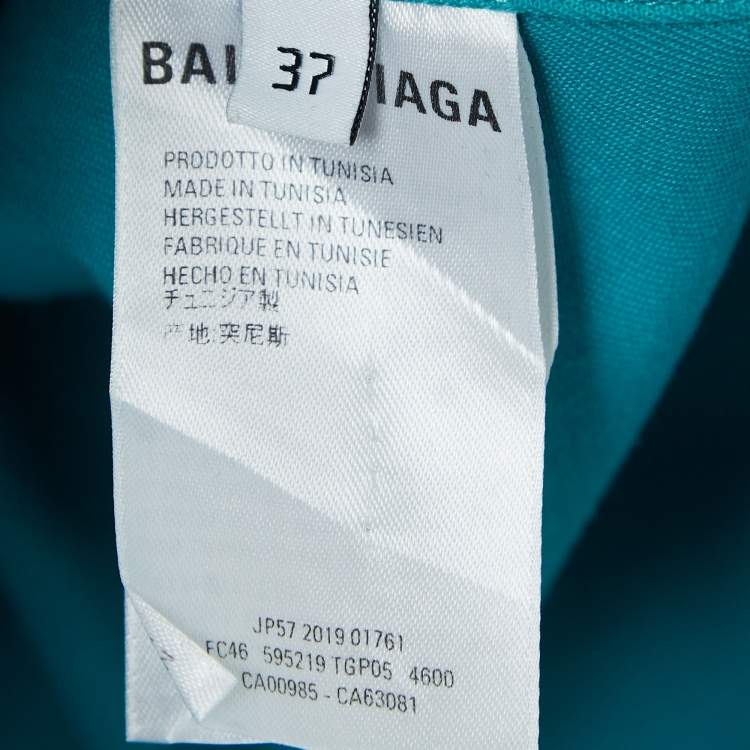 BAL 37 IAGA
PRODOTTO IN TUNISIA
MADE IN TUNISIA
HERGESTELLT IN TUNESIEN
FABRIQUE EN TUNISIE
HECHO EN TUNISIA
チュニジア製
产地:突尼斯
JP57 2019 01761
FC46 595219 TGP05 4600
CA00985 - CA63081